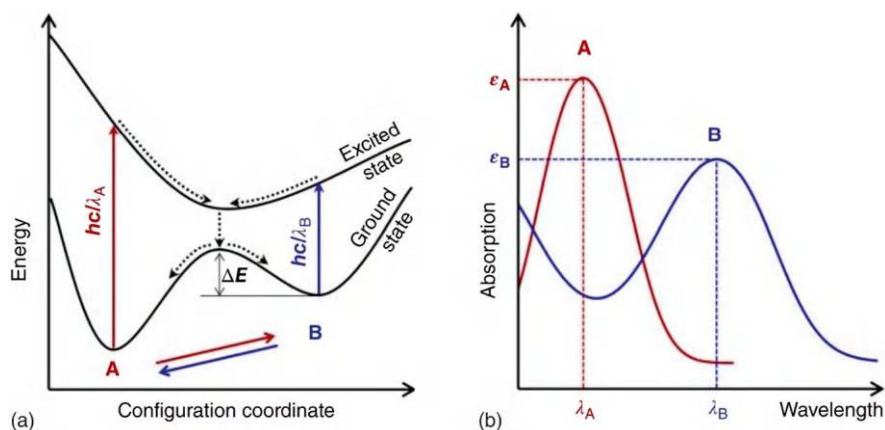 Energy
hc/λA
Excited
state
hc/λB
Ground
state
ΔE
A
B
(a)
Configuration coordinate
A
εA
B
εB
Absorption
(b)
λA
λB
Wavelength